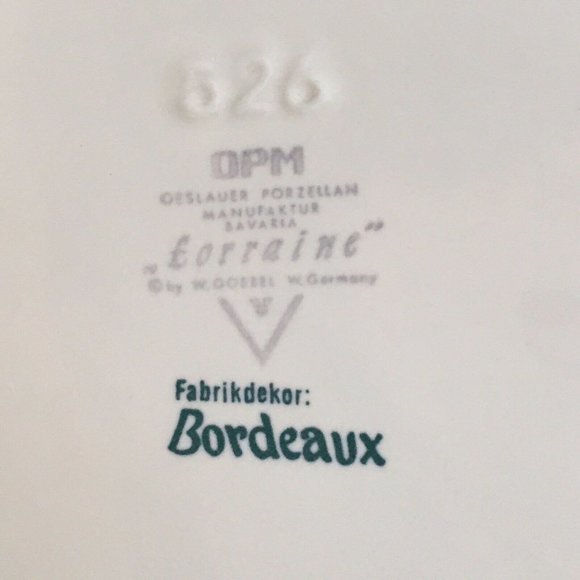 526
OPM
OESLAUER PORZELLAN
MANUFAKTUR
BAVARIA
„Lorraine”
© by W. GOEBEL W. Germany
Fabrikdekor:
Bordeaux